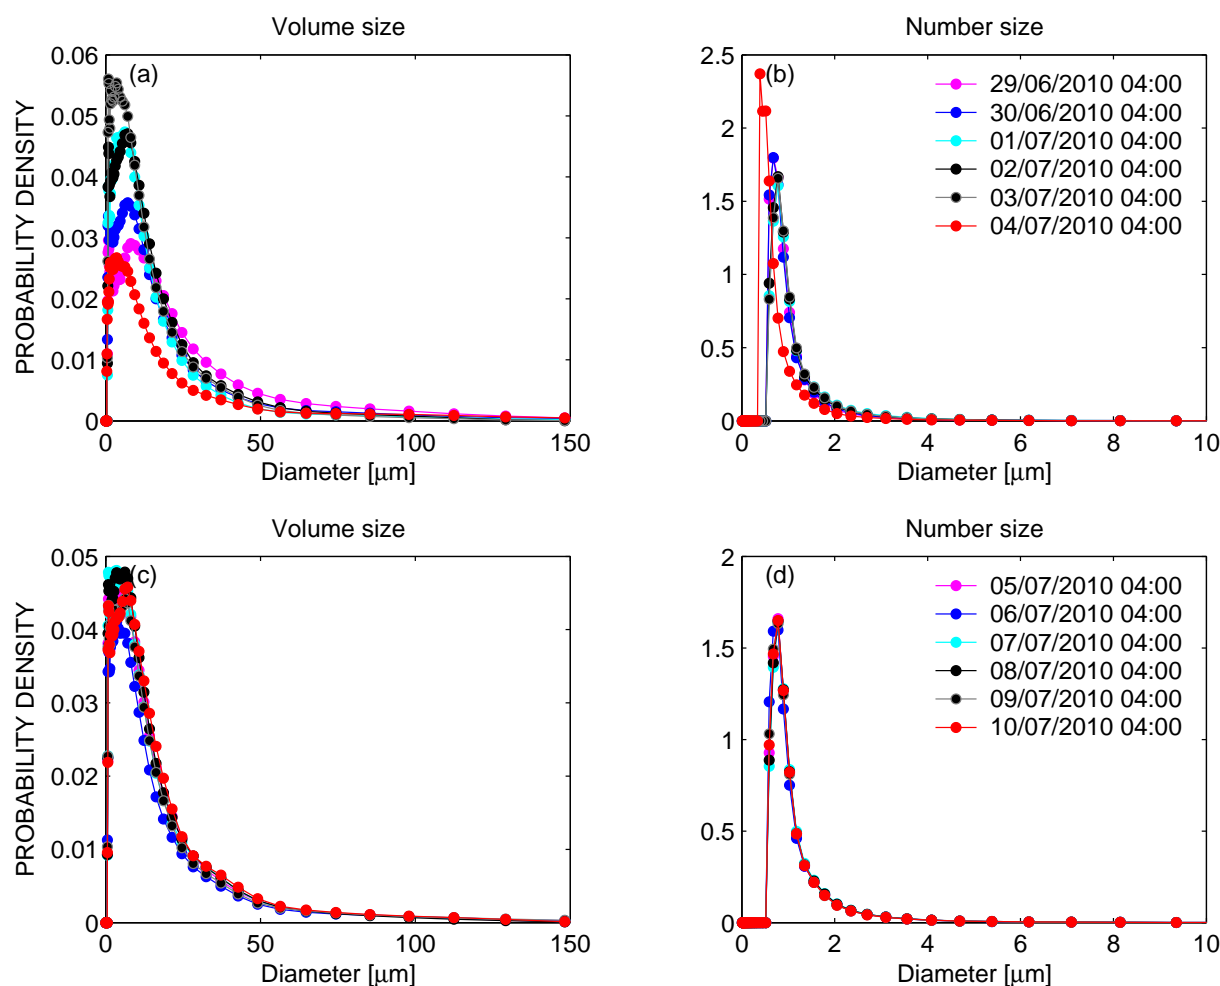 Volume size
(a)
PROBABILITY DENSITY
0.06
0.05
0.04
0.03
0.02
0.01
0
0 50 100 150
Diameter [μm]
Number size
(b)
2.5
2
1.5
1
0.5
0
29/06/2010 04:00
30/06/2010 04:00
01/07/2010 04:00
02/07/2010 04:00
03/07/2010 04:00
04/07/2010 04:00
0 2 4 6 8 10
Diameter [μm]
Volume size
(c)
PROBABILITY DENSITY
0.05
0.04
0.03
0.02
0.01
0
0 50 100 150
Diameter [μm]
Number size
(d)
2
1.5
1
0.5
0
05/07/2010 04:00
06/07/2010 04:00
07/07/2010 04:00
08/07/2010 04:00
09/07/2010 04:00
10/07/2010 04:00
0 2 4 6 8 10
Diameter [μm]